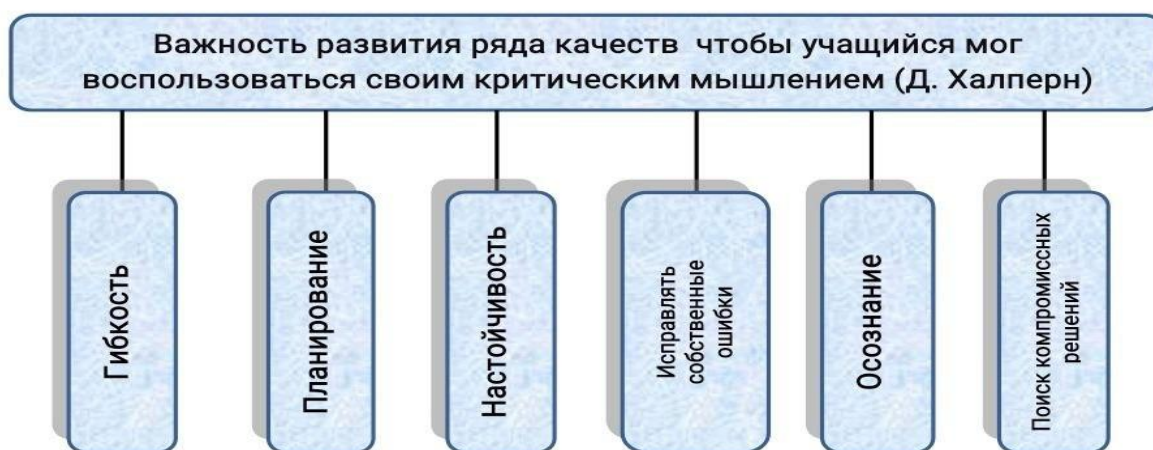 Важность развития ряда качеств чтобы учащийся мог
воспользоваться своим критическим мышлением (Д. Халперн)
Гибкость
Планирование
Настойчивость
Исправлять
собственные
ошибки
Осознание
Поиск компромиссных
решений